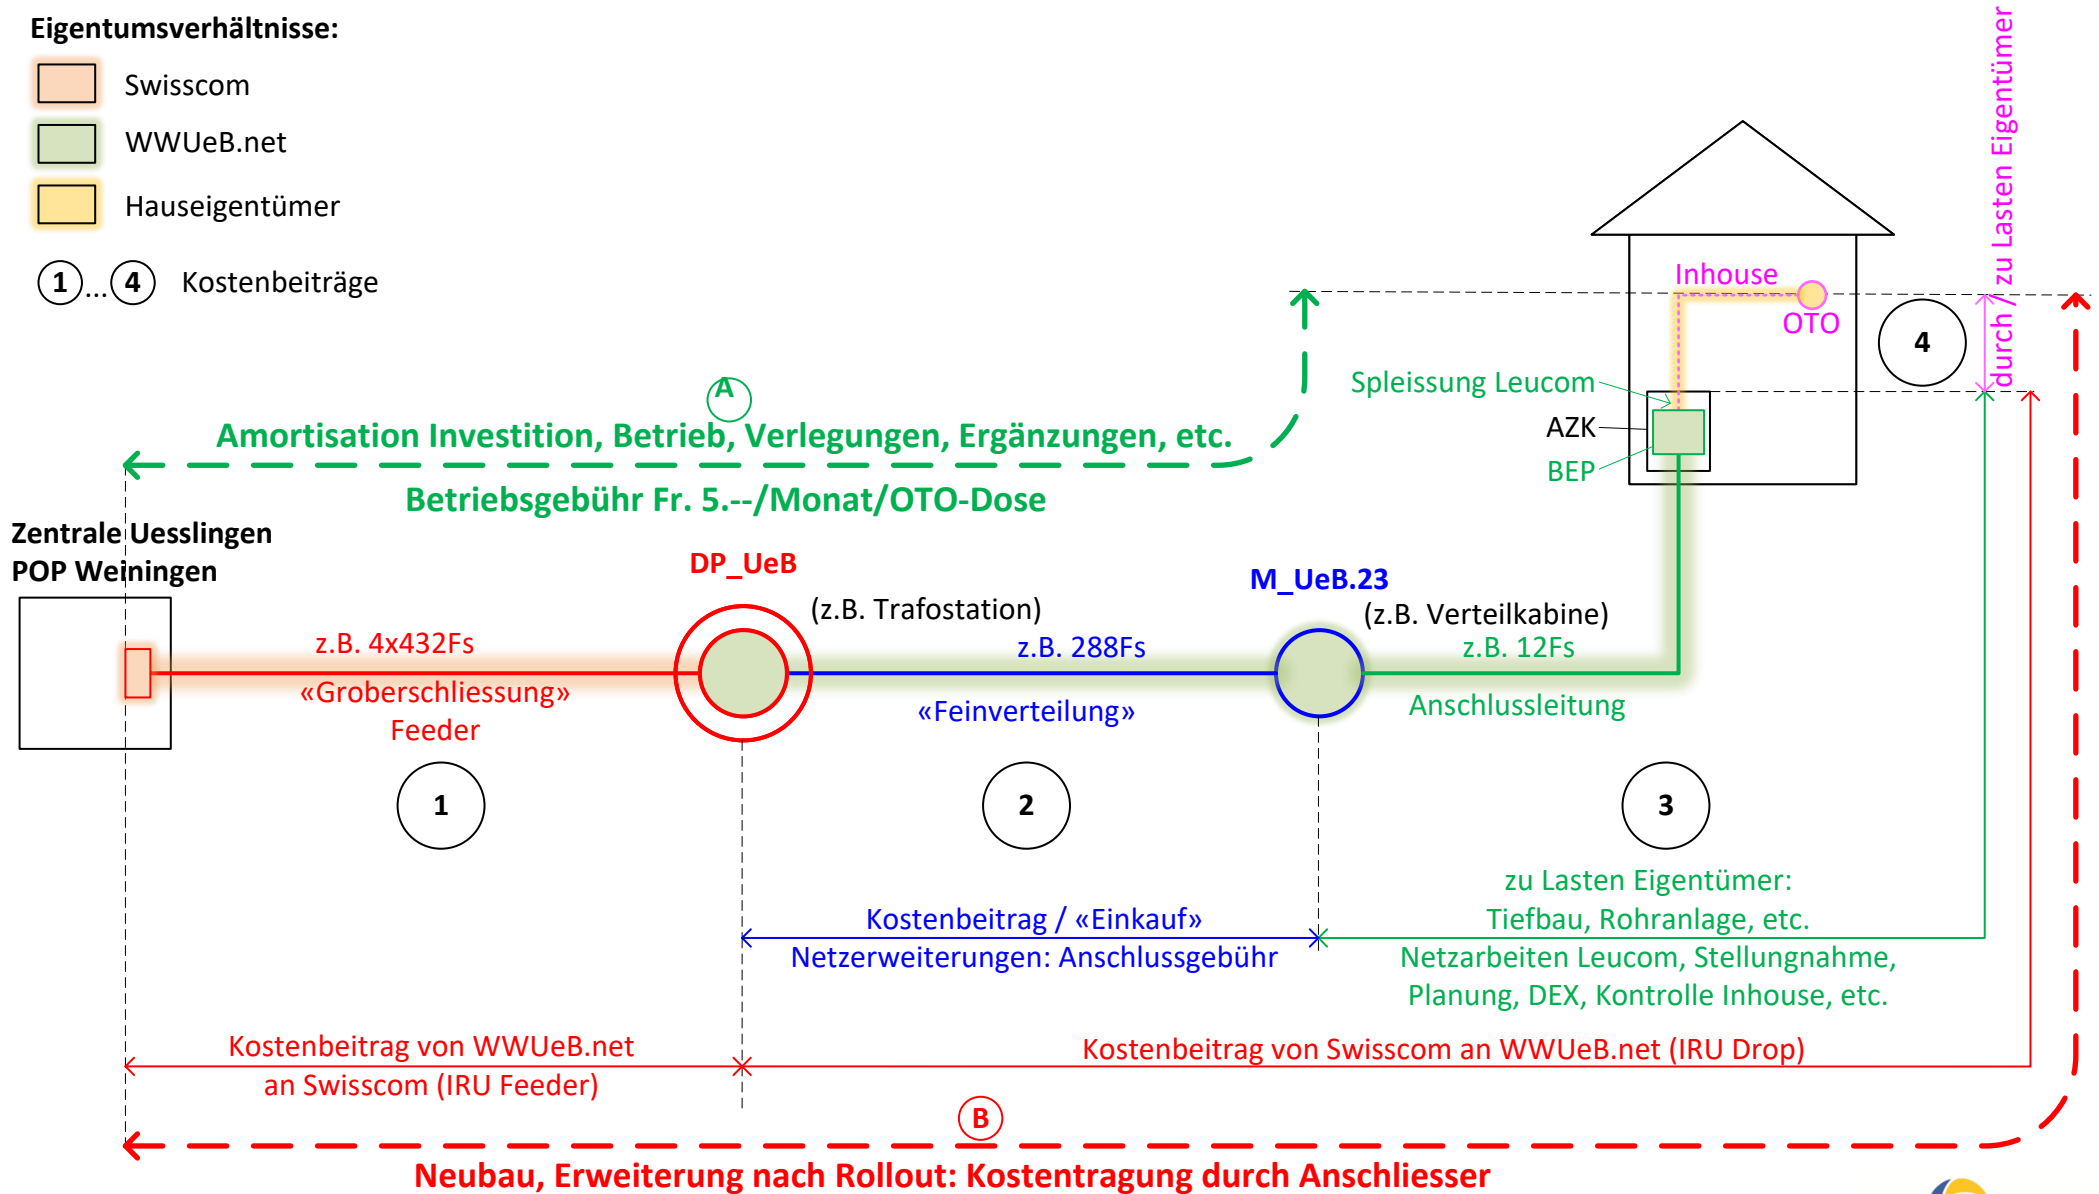 Eigentumsverhältnisse:
Swisscom
WWUeB.net
Hauseigentümer
1 ... 4 Kostenbeiträge
durch / zu Lasten Eigentümer
Inhouse
OTO
4
Spleissung Leucom
AZK
BEP
A
Amortisation Investition, Betrieb, Verlegungen, Ergänzungen, etc.
Betriebsgebühr Fr. 5.--/Monat/OTO-Dose
Zentrale Uesslingen
POP Weiningen
DP_UeB
(z.B. Trafostation)
M_UeB.23
(z.B. Verteilkabine)
z.B. 4x432Fs
«Groberschliessung»
Feeder
z.B. 288Fs
«Feinverteilung»
z.B. 12Fs
Anschlussleitung
1
2
3
zu Lasten Eigentümer:
Tiefbau, Rohranlage, etc.
Netzarbeiten Leucom, Stellungnahme,
Planung, DEX, Kontrolle Inhouse, etc.
Kostenbeitrag / «Einkauf»
Netzerweiterungen: Anschlussgebühr
Kostenbeitrag von WWUeB.net
an Swisscom (IRU Feeder)
Kostenbeitrag von Swisscom an WWUeB.net (IRU Drop)
B
Neubau, Erweiterung nach Rollout: Kostentragung durch Anschliesser